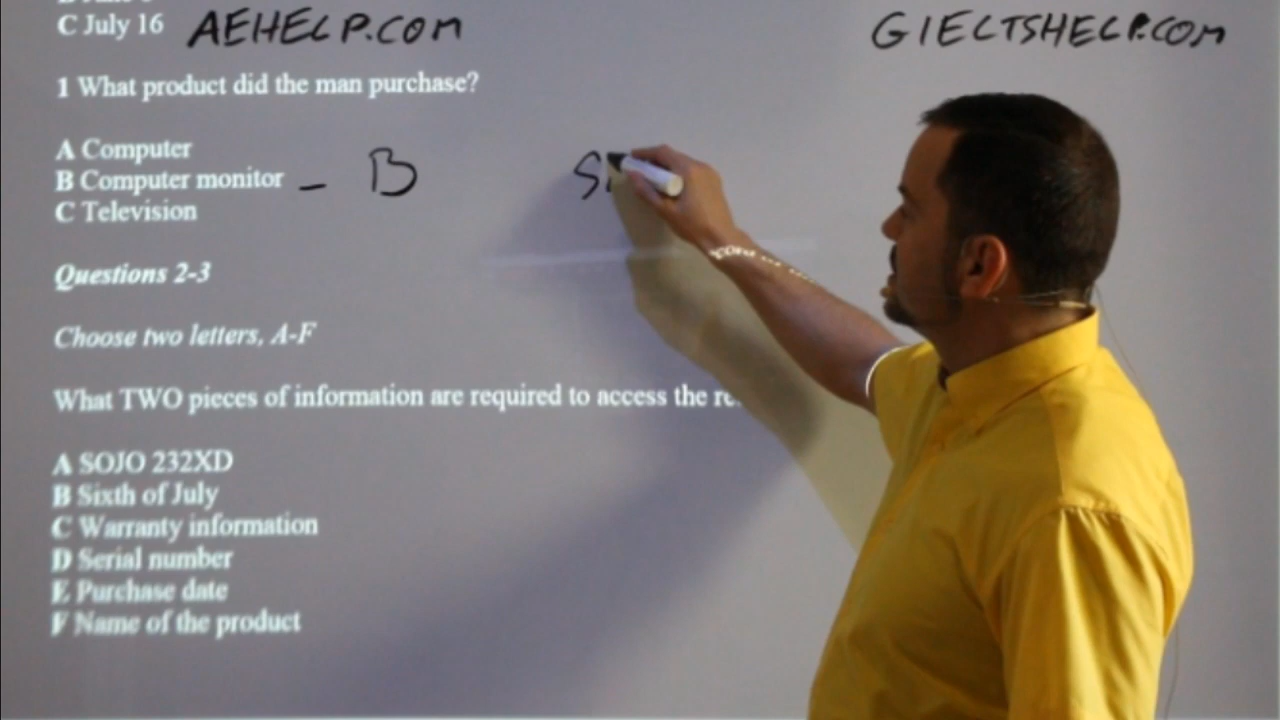 C July 16 AEHELP.COM GIELTSHELP.COM
1 What product did the man purchase?
A Computer
B Computer monitor – B
C Television
Questions 2-3
Choose two letters, A-F
What TWO pieces of information are required to access the
A SOJO 232XD
B Sixth of July
C Warranty information
D Serial number
E Purchase date
F Name of the product